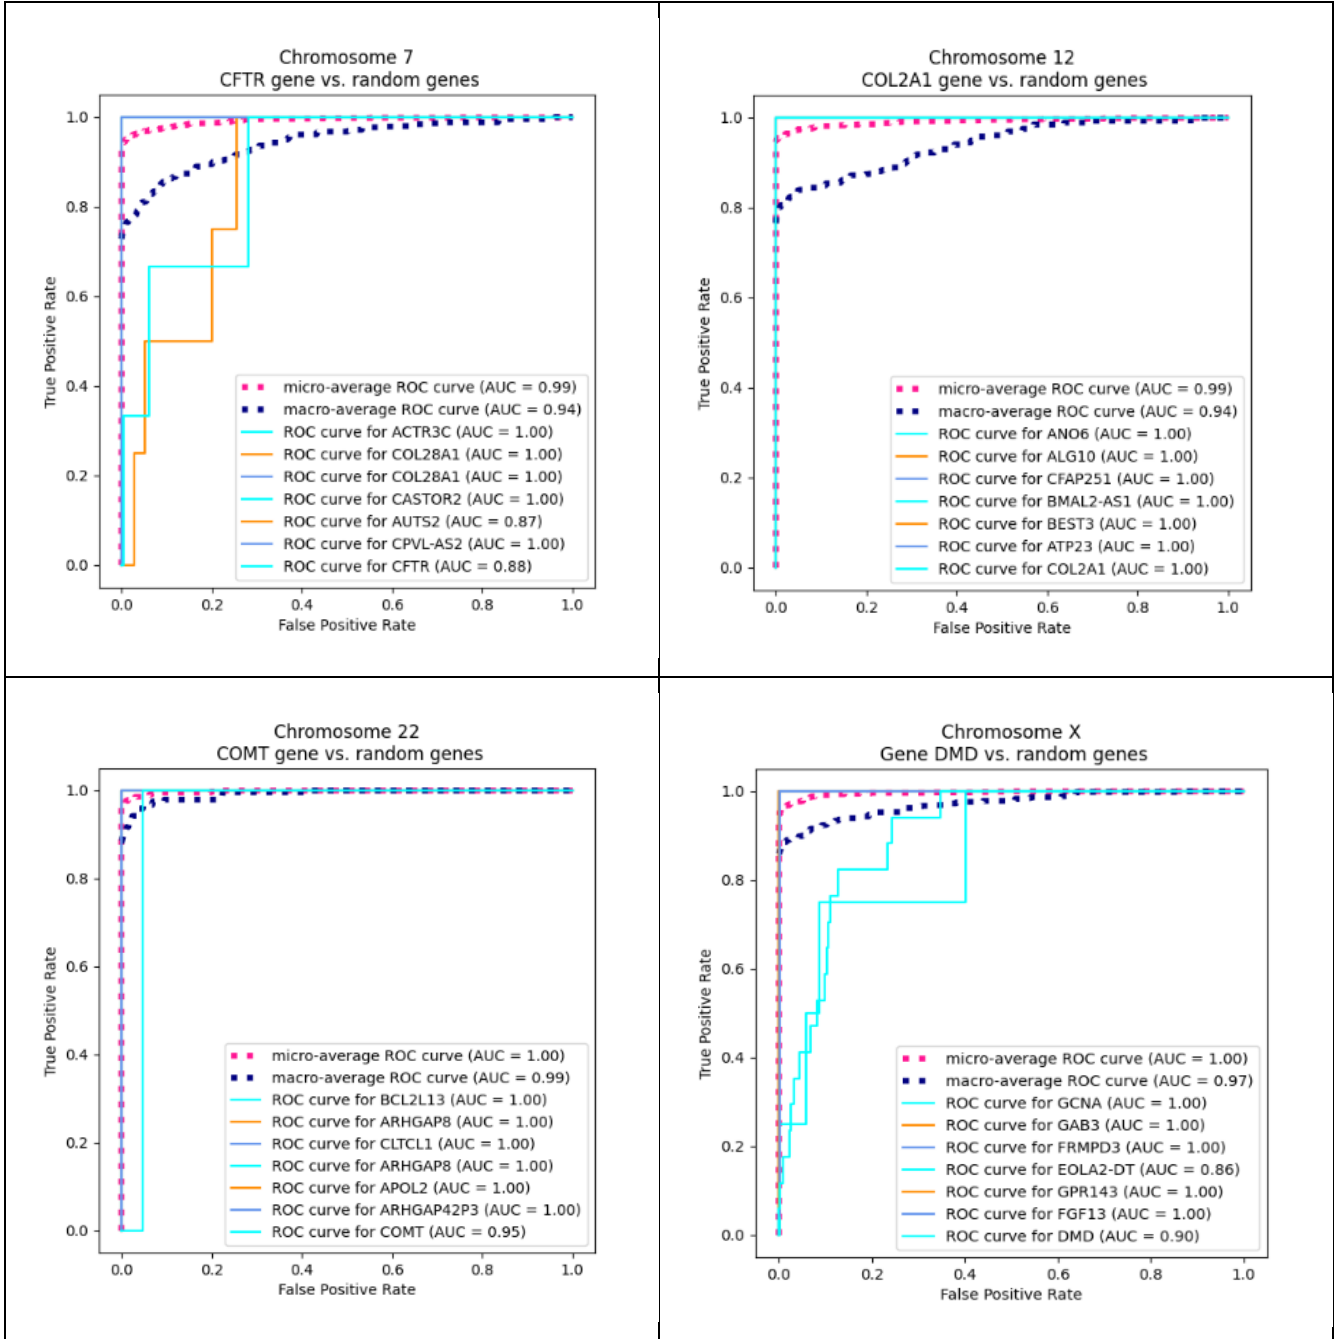 Chromosome 7
CFTR gene vs. random genes
1.0
0.8
0.6
0.4
0.2
0.0
True Positive Rate
micro-average ROC curve (AUC = 0.99)
macro-average ROC curve (AUC = 0.94)
ROC curve for ACTR3C (AUC = 1.00)
ROC curve for COL28A1 (AUC = 1.00)
ROC curve for COL28A1 (AUC = 1.00)
ROC curve for CASTOR2 (AUC = 1.00)
ROC curve for AUTS2 (AUC = 0.87)
ROC curve for CPVL-AS2 (AUC = 1.00)
ROC curve for CFTR (AUC = 0.88)
0.0 0.2 0.4 0.6 0.8 1.0
False Positive Rate
Chromosome 12
COL2A1 gene vs. random genes
1.0
0.8
0.6
0.4
0.2
0.0
True Positive Rate
micro-average ROC curve (AUC = 0.99)
macro-average ROC curve (AUC = 0.94)
ROC curve for ANO6 (AUC = 1.00)
ROC curve for ALG10 (AUC = 1.00)
ROC curve for CFAP251 (AUC = 1.00)
ROC curve for BMAL2-AS1 (AUC = 1.00)
ROC curve for BEST3 (AUC = 1.00)
ROC curve for ATP23 (AUC = 1.00)
ROC curve for COL2A1 (AUC = 1.00)
0.0 0.2 0.4 0.6 0.8 1.0
False Positive Rate
Chromosome 22
COMT gene vs. random genes
1.0
0.8
0.6
0.4
0.2
0.0
True Positive Rate
micro-average ROC curve (AUC = 1.00)
macro-average ROC curve (AUC = 0.99)
ROC curve for BCL2L13 (AUC = 1.00)
ROC curve for ARHGAP8 (AUC = 1.00)
ROC curve for CLTCL1 (AUC = 1.00)
ROC curve for ARHGAP8 (AUC = 1.00)
ROC curve for APOL2 (AUC = 1.00)
ROC curve for ARHGAP42P3 (AUC = 1.00)
ROC curve for COMT (AUC = 0.95)
0.0 0.2 0.4 0.6 0.8 1.0
False Positive Rate
Chromosome X
Gene DMD vs. random genes
1.0
0.8
0.6
0.4
0.2
0.0
True Positive Rate
micro-average ROC curve (AUC = 1.00)
macro-average ROC curve (AUC = 0.97)
ROC curve for GCNA (AUC = 1.00)
ROC curve for GAB3 (AUC = 1.00)
ROC curve for FRMPD3 (AUC = 1.00)
ROC curve for EOLA2-DT (AUC = 0.86)
ROC curve for GPR143 (AUC = 1.00)
ROC curve for FGF13 (AUC = 1.00)
ROC curve for DMD (AUC = 0.90)
0.0 0.2 0.4 0.6 0.8 1.0
False Positive Rate